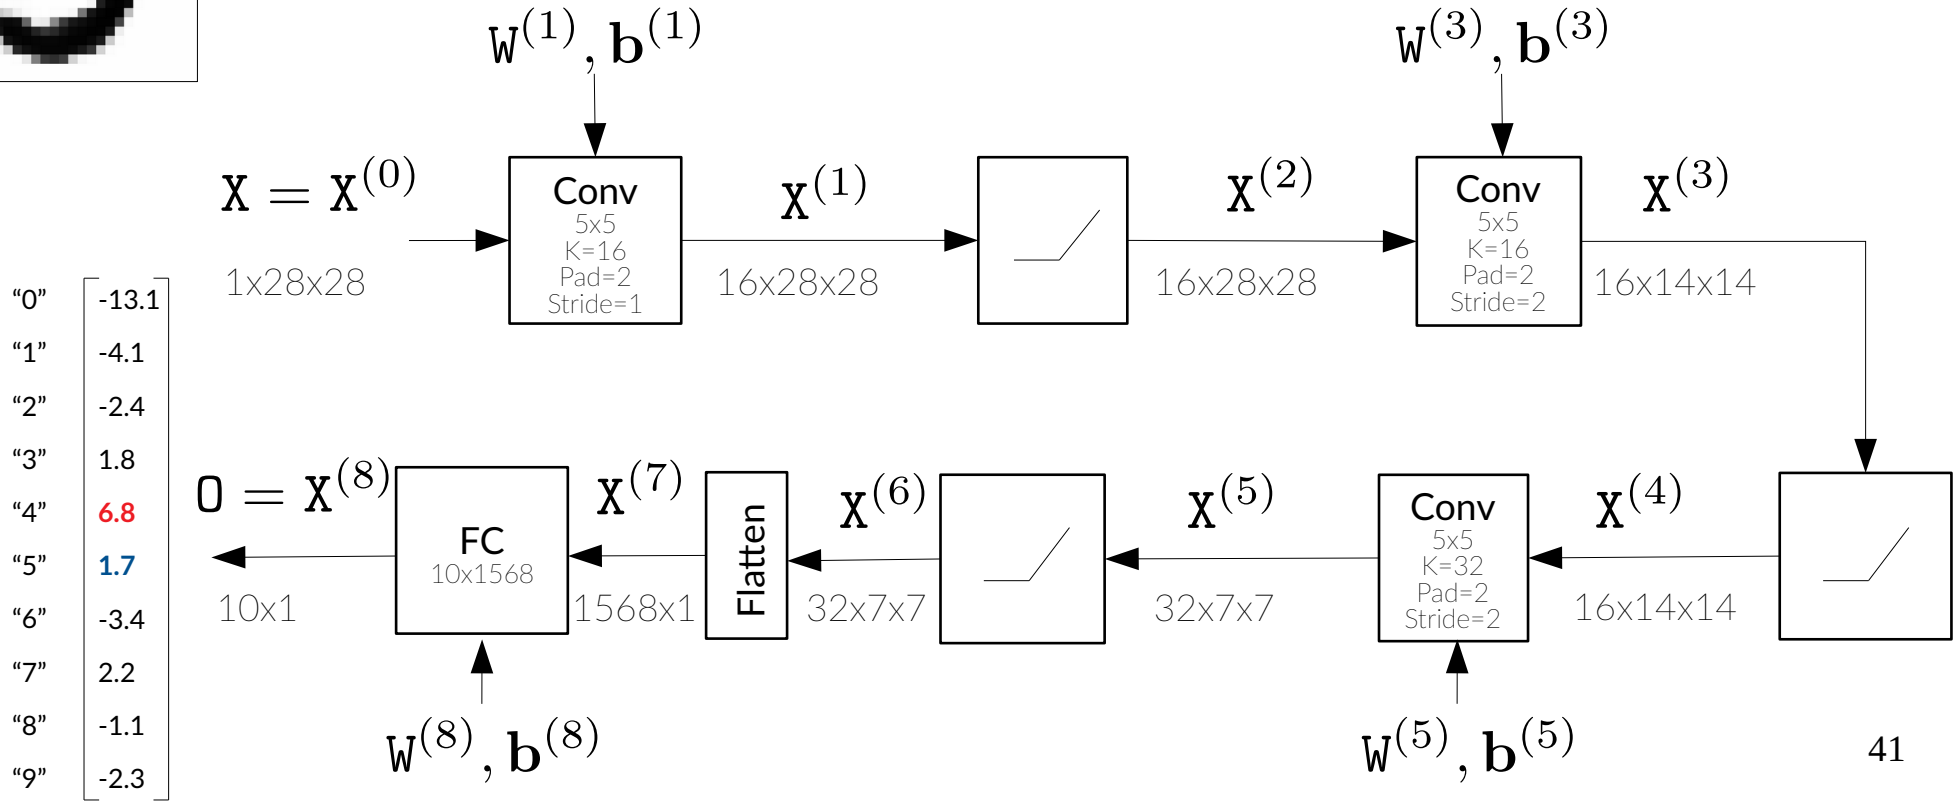 W^(1), b^(1)
W^(3), b^(3)
X = X^(0)
1x28x28
Conv
5x5
K=16
Pad=2
Stride=1
X^(1)
16x28x28
X^(2)
16x28x28
Conv
5x5
K=16
Pad=2
Stride=2
X^(3)
16x14x14
“0” -13.1
“1” -4.1
“2” -2.4
“3” 1.8
“4” 6.8
“5” 1.7
“6” -3.4
“7” 2.2
“8” -1.1
“9” -2.3
O = X^(8)
10x1
FC
10x1568
X^(7)
1568x1
Flatten
X^(6)
32x7x7
X^(5)
32x7x7
Conv
5x5
K=32
Pad=2
Stride=2
X^(4)
16x14x14
W^(8), b^(8)
W^(5), b^(5)
41